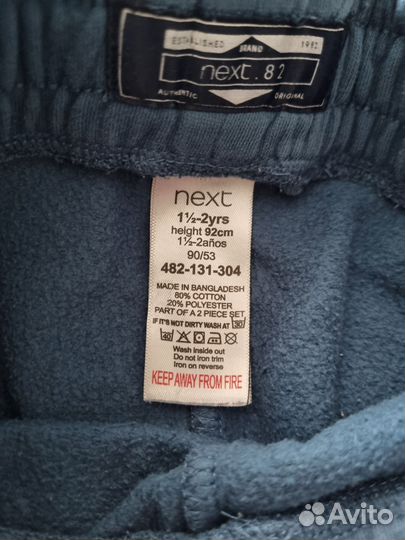 ESTABLISHED BRAND 1982
next.82
AUTHENTIC ORIGINAL
next
1½-2yrs
height 92cm
1½-2años
90/53
482-131-304
MADE IN BANGLADESH
80% COTTON
20% POLYESTER
PART OF A 2 PIECE SET
IF IT'S NOT DIRTY WASH AT 30
40
Wash inside out
Do not iron trim
Iron on reverse
KEEP AWAY FROM FIRE
Avito